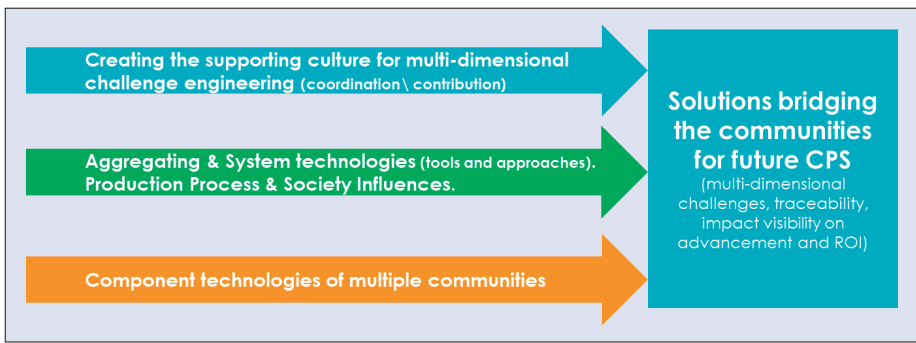 Creating the supporting culture for multi-dimensional
challenge engineering (coordination \ contribution)
Aggregating & System technologies (tools and approaches).
Production Process & Society Influences.
Component technologies of multiple communities
Solutions bridging
the communities
for future CPS
(multi-dimensional
challenges, traceability,
impact visibility on
advancement and ROI)